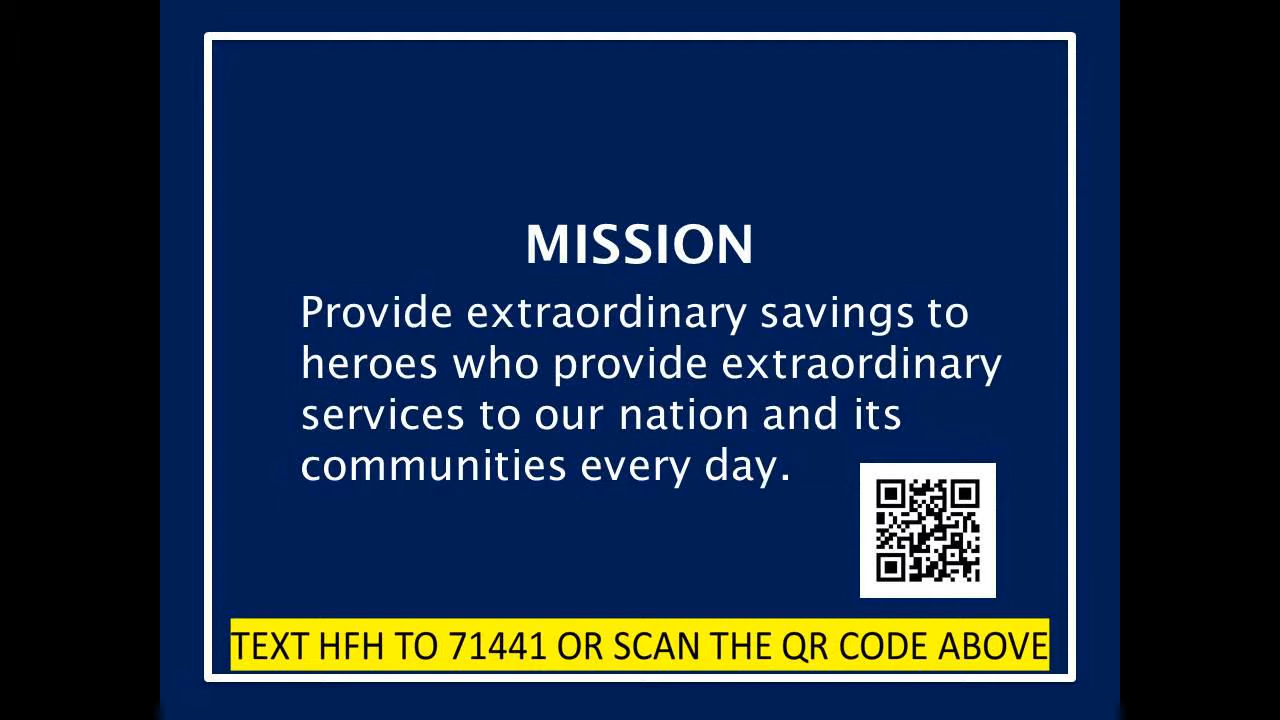 MISSION
Provide extraordinary savings to
heroes who provide extraordinary
services to our nation and its
communities every day.
TEXT HFH TO 71441 OR SCAN THE QR CODE ABOVE